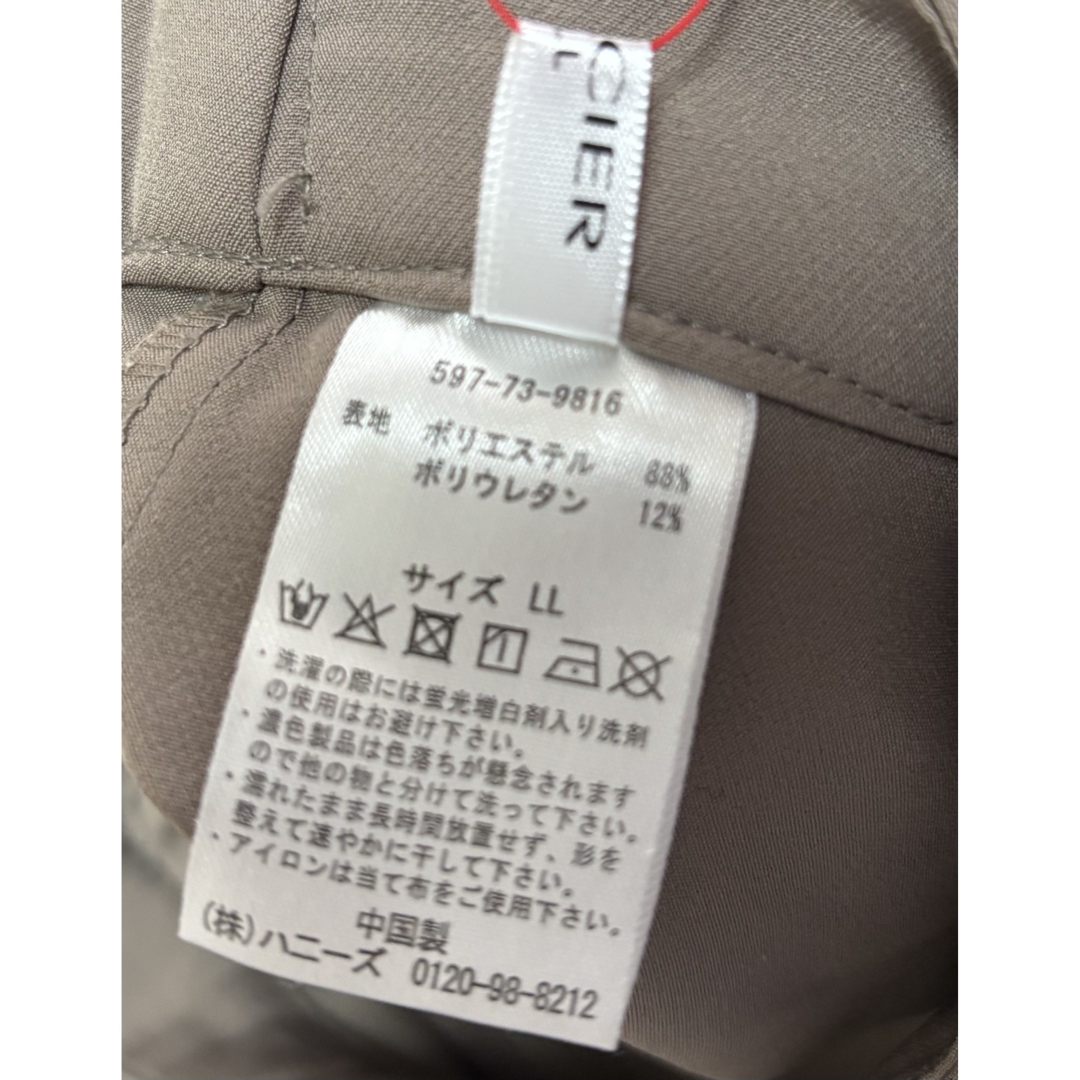 CIER
L
597-73-9816
表地 ポリエステル 88%
ポリウレタン 12%
サイズ LL
・洗濯の際には蛍光増白剤入り洗剤
の使用はお避け下さい。
・濃色製品は色落ちが懸念されます
ので他の物と分けて洗って下さい。
・濡れたまま長時間放置せず、形を
整えて速やかに干して下さい。
・アイロンは当て布をご使用下さい。
中国製
(株)ハニーズ 0120-98-8212